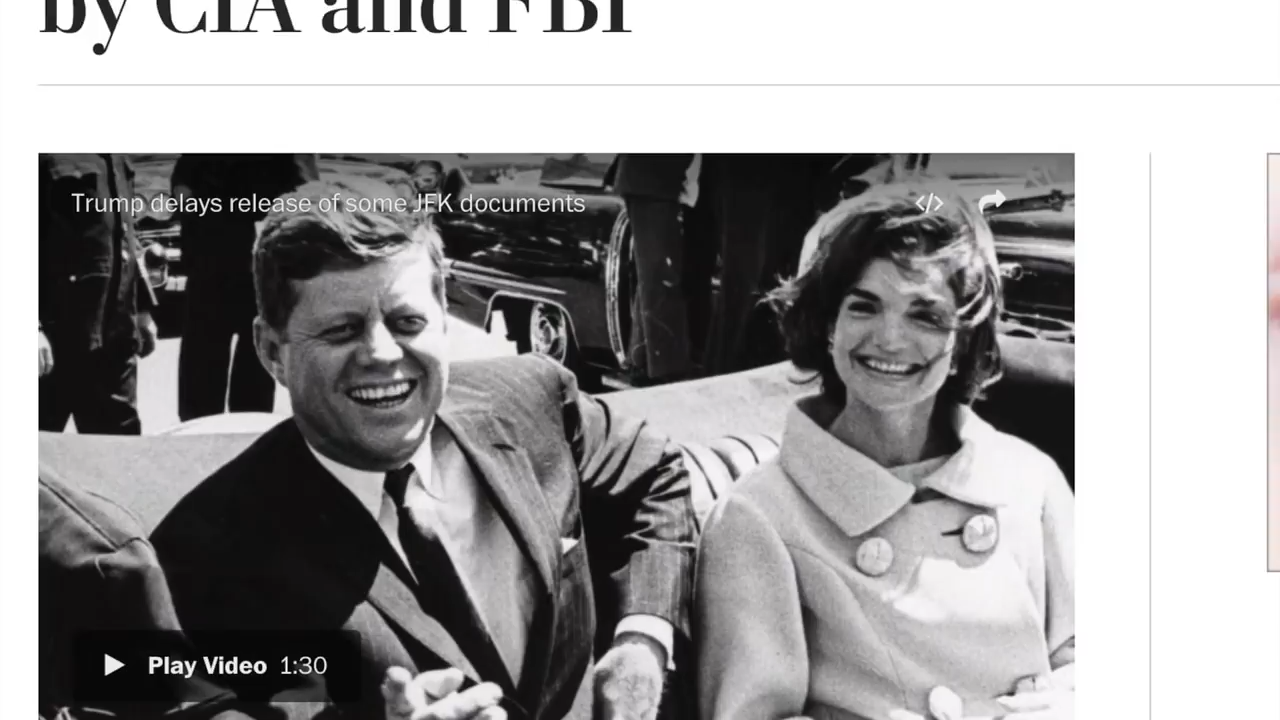 by CIA and FBI
Trump delays release of some JFK documents
Play Video 1:30